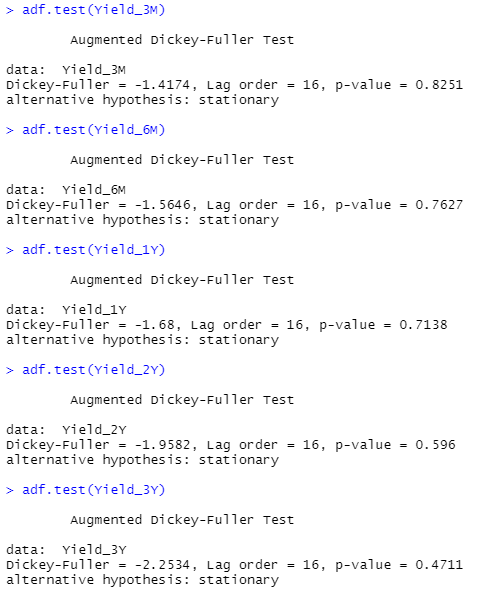 > adf.test(Yield_3M)
Augmented Dickey-Fuller Test
data:  Yield_3M
Dickey-Fuller = -1.4174, Lag order = 16, p-value = 0.8251
alternative hypothesis: stationary
> adf.test(Yield_6M)
Augmented Dickey-Fuller Test
data:  Yield_6M
Dickey-Fuller = -1.5646, Lag order = 16, p-value = 0.7627
alternative hypothesis: stationary
> adf.test(Yield_1Y)
Augmented Dickey-Fuller Test
data:  Yield_1Y
Dickey-Fuller = -1.68, Lag order = 16, p-value = 0.7138
alternative hypothesis: stationary
> adf.test(Yield_2Y)
Augmented Dickey-Fuller Test
data:  Yield_2Y
Dickey-Fuller = -1.9582, Lag order = 16, p-value = 0.596
alternative hypothesis: stationary
> adf.test(Yield_3Y)
Augmented Dickey-Fuller Test
data:  Yield_3Y
Dickey-Fuller = -2.2534, Lag order = 16, p-value = 0.4711
alternative hypothesis: stationary